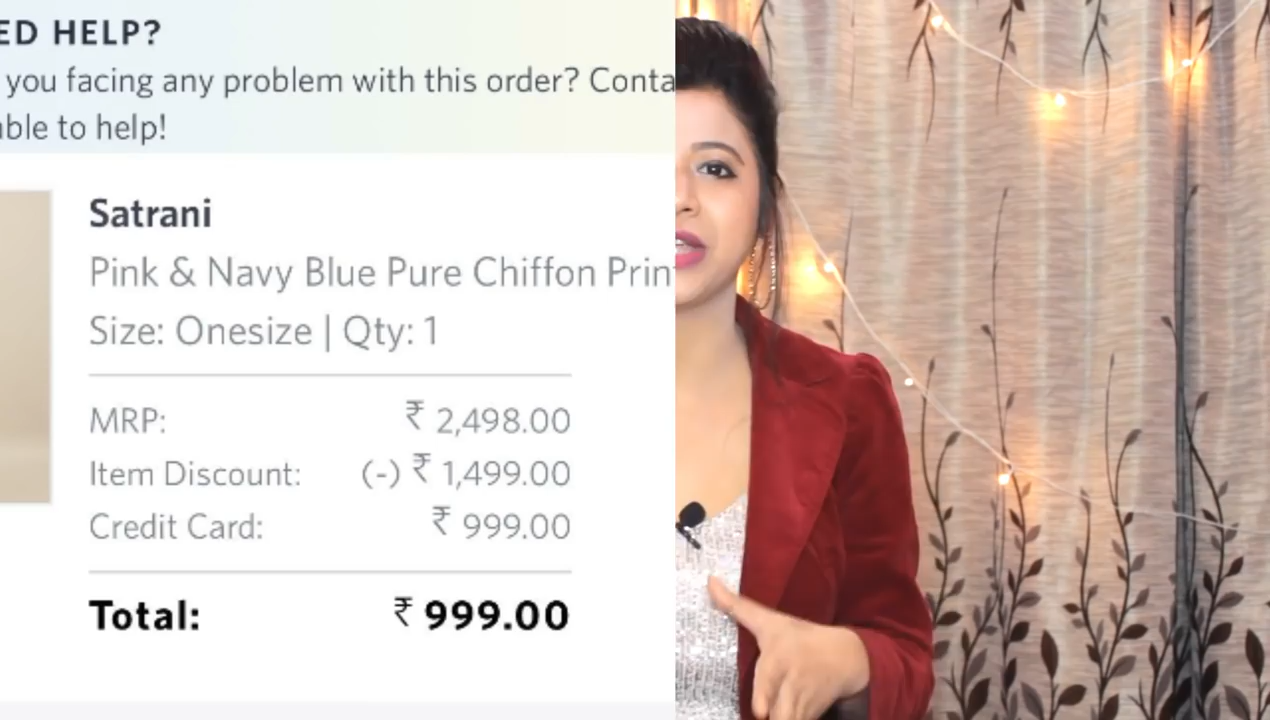 ED HELP?
you facing any problem with this order? Conta
able to help!
Satrani
Pink & Navy Blue Pure Chiffon Prin
Size: Onesize | Qty: 1
MRP: ₹ 2,498.00
Item Discount: (-) ₹ 1,499.00
Credit Card: ₹ 999.00
Total: ₹ 999.00